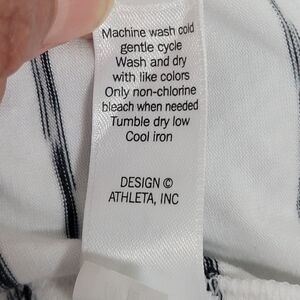 Machine wash cold
gentle cycle
Wash and dry
with like colors
Only non-chlorine
bleach when needed
Tumble dry low
Cool iron
DESIGN ©
ATHLETA, INC